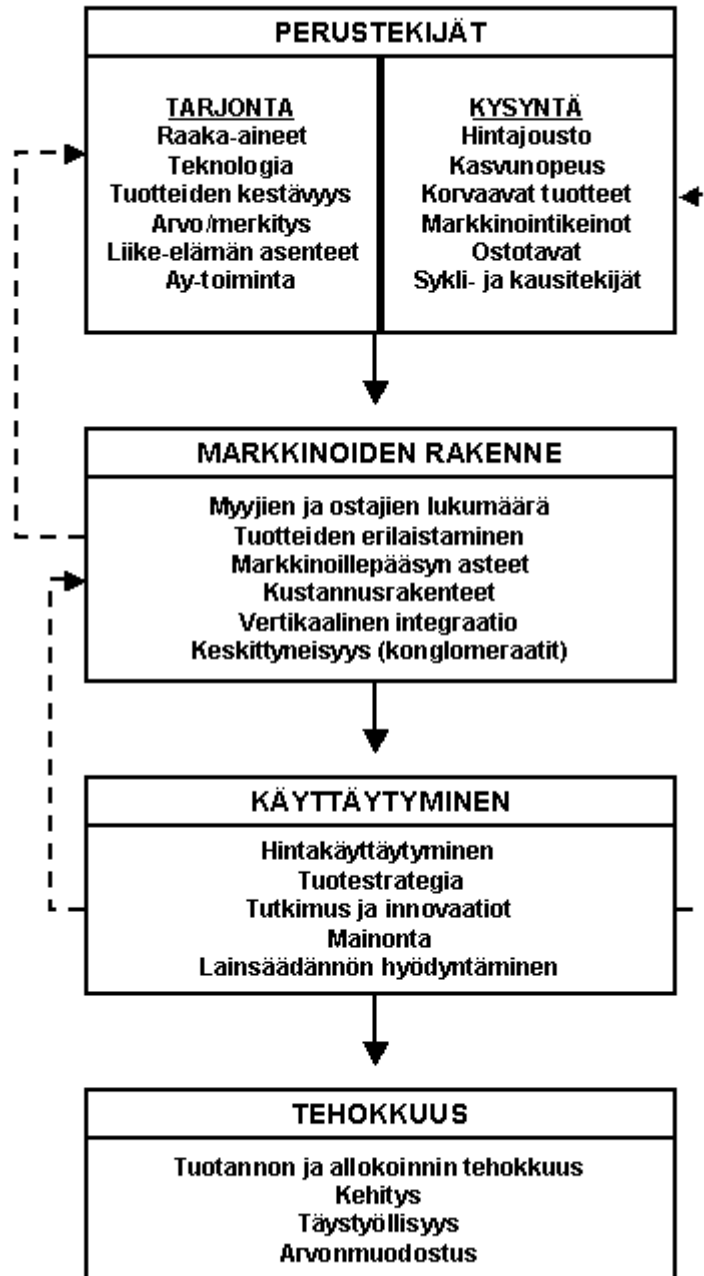 PERUSTEKIJÄT
TARJONTA
Raaka-aineet
Teknologia
Tuotteiden kestävyys
Arvo/merkitys
Liike-elämän asenteet
Ay-toiminta
KYSYNTÄ
Hintajousto
Kasvunopeus
Korvaavat tuotteet
Markkinointikeinot
Ostotavat
Sykli- ja kausitekijät
MARKKINOIDEN RAKENNE
Myyjien ja ostajien lukumäärä
Tuotteiden erilaistaminen
Markkinoillepääsyn asteet
Kustannusrakenteet
Vertikaalinen integraatio
Keskittyneisyys (konglomeraatit)
KÄYTTÄYTYMINEN
Hintakäyttäytyminen
Tuotestrategia
Tutkimus ja innovaatiot
Mainonta
Lainsäädännön hyödyntäminen
TEHOKKUUS
Tuotannon ja allokoinnin tehokkuus
Kehitys
Täystyöllisyys
Arvonmuodostus